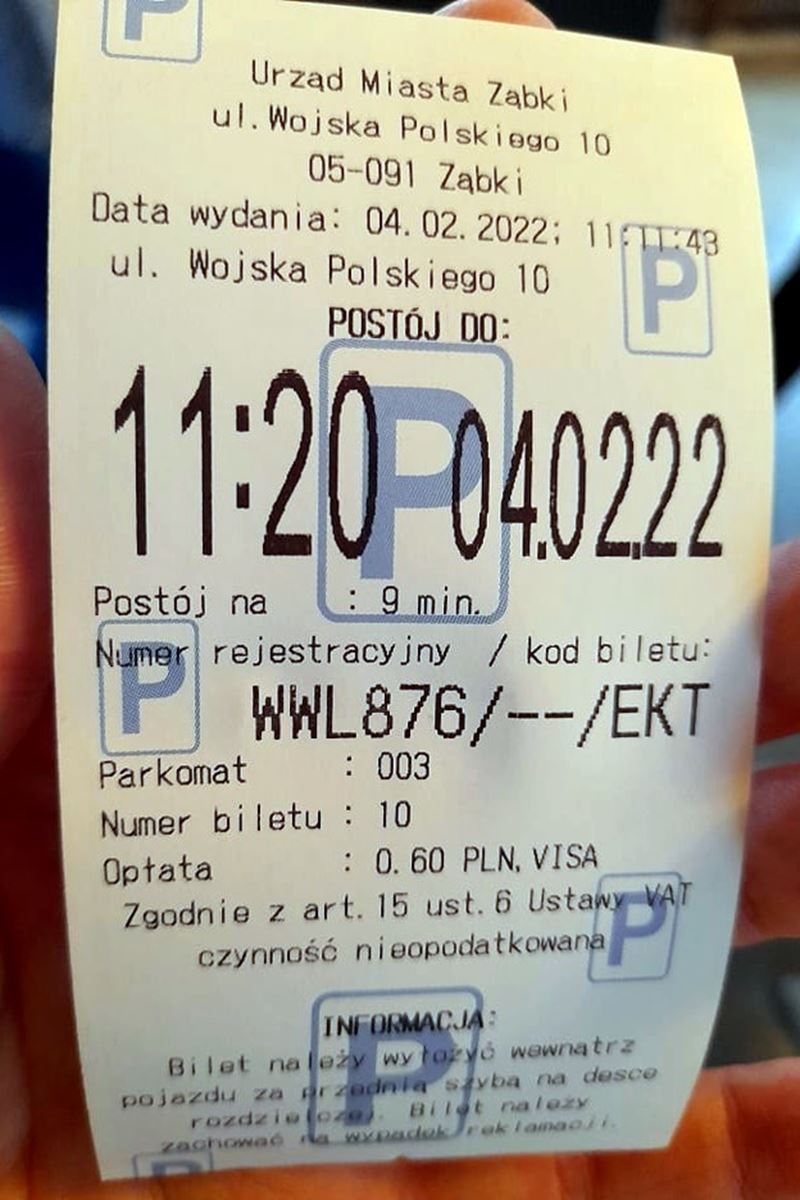 P
Urząd Miasta Ząbki
ul.Wojska Polskiego 10
05-091 Ząbki
Data wydania: 04.02.2022; 11:11:43
ul. Wojska Polskiego 10
P
POSTÓJ DO:
11:20 04.02.22
P
Postój na : 9 min.
Numer rejestracyjny / kod biletu:
P
WWL876/--/EKT
Parkomat : 003
Numer biletu : 10
Opłata : 0.60 PLN, VISA
Zgodnie z art.15 ust.6 Ustawy VAT
czynność nieopodatkowana
P
INFORMACJA:
P
Bilet należy wyłożyć wewnątrz
pojazdu za przednią szybą na desce
rozdzielczej. Bilet należy
zachować na wypadek reklamacji.